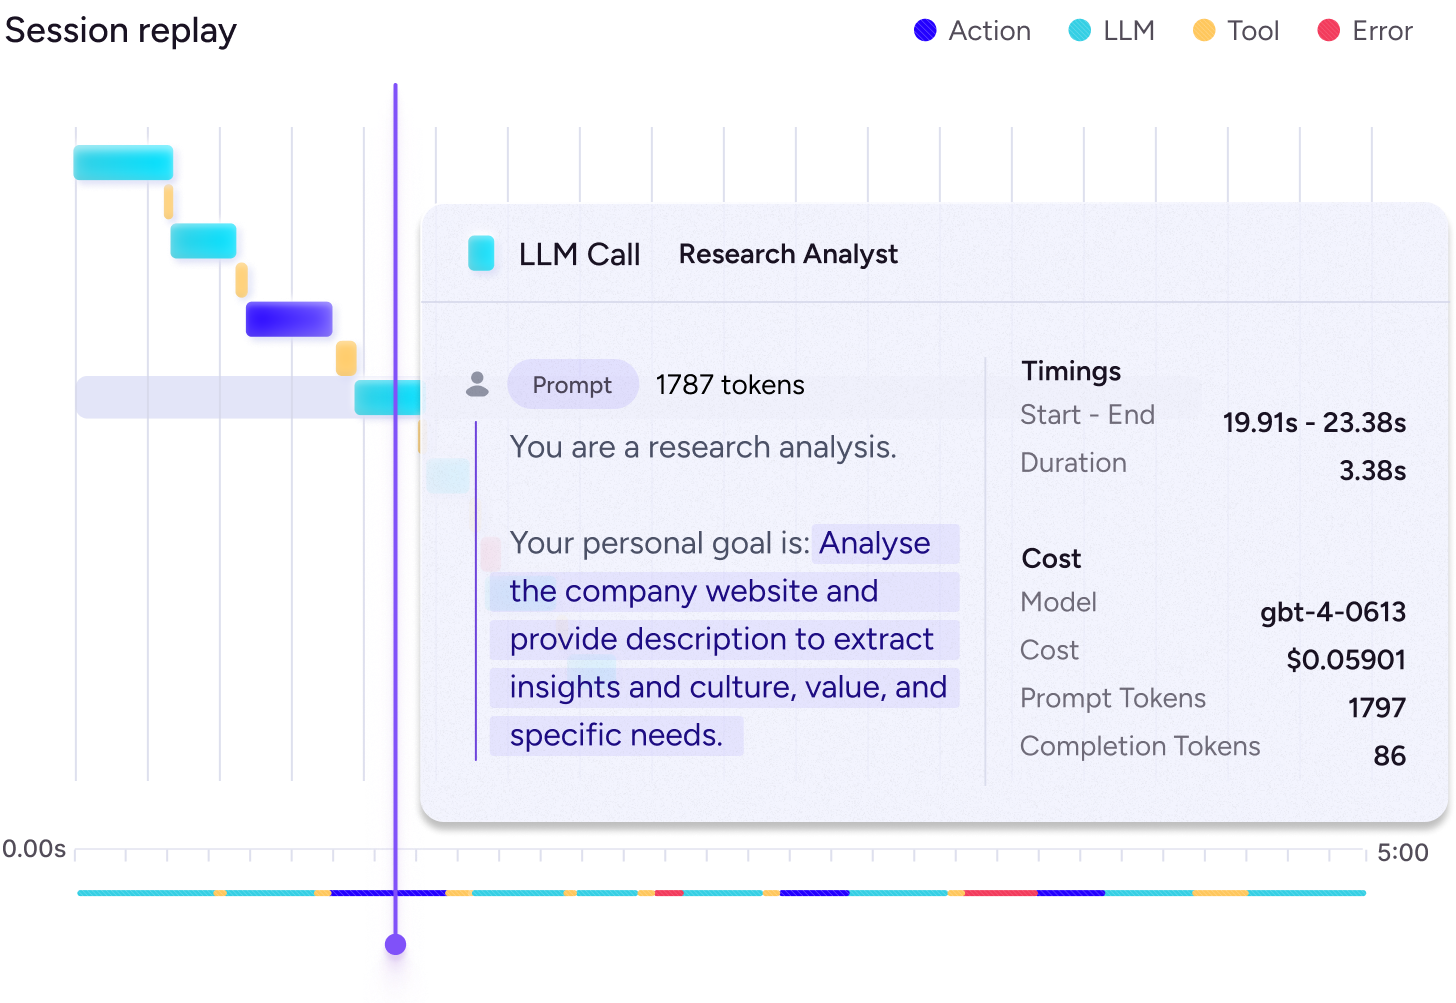 Session replay
Action
LLM
Tool
Error
LLM Call
Research Analyst
Prompt
1787 tokens
You are a research analysis.
Your personal goal is: Analyse
the company website and
provide description to extract
insights and culture, value, and
specific needs.
Timings
Start - End
19.91s - 23.38s
Duration
3.38s
Cost
Model
gbt-4-0613
Cost
$0.05901
Prompt Tokens
1797
Completion Tokens
86
0.00s
5:00